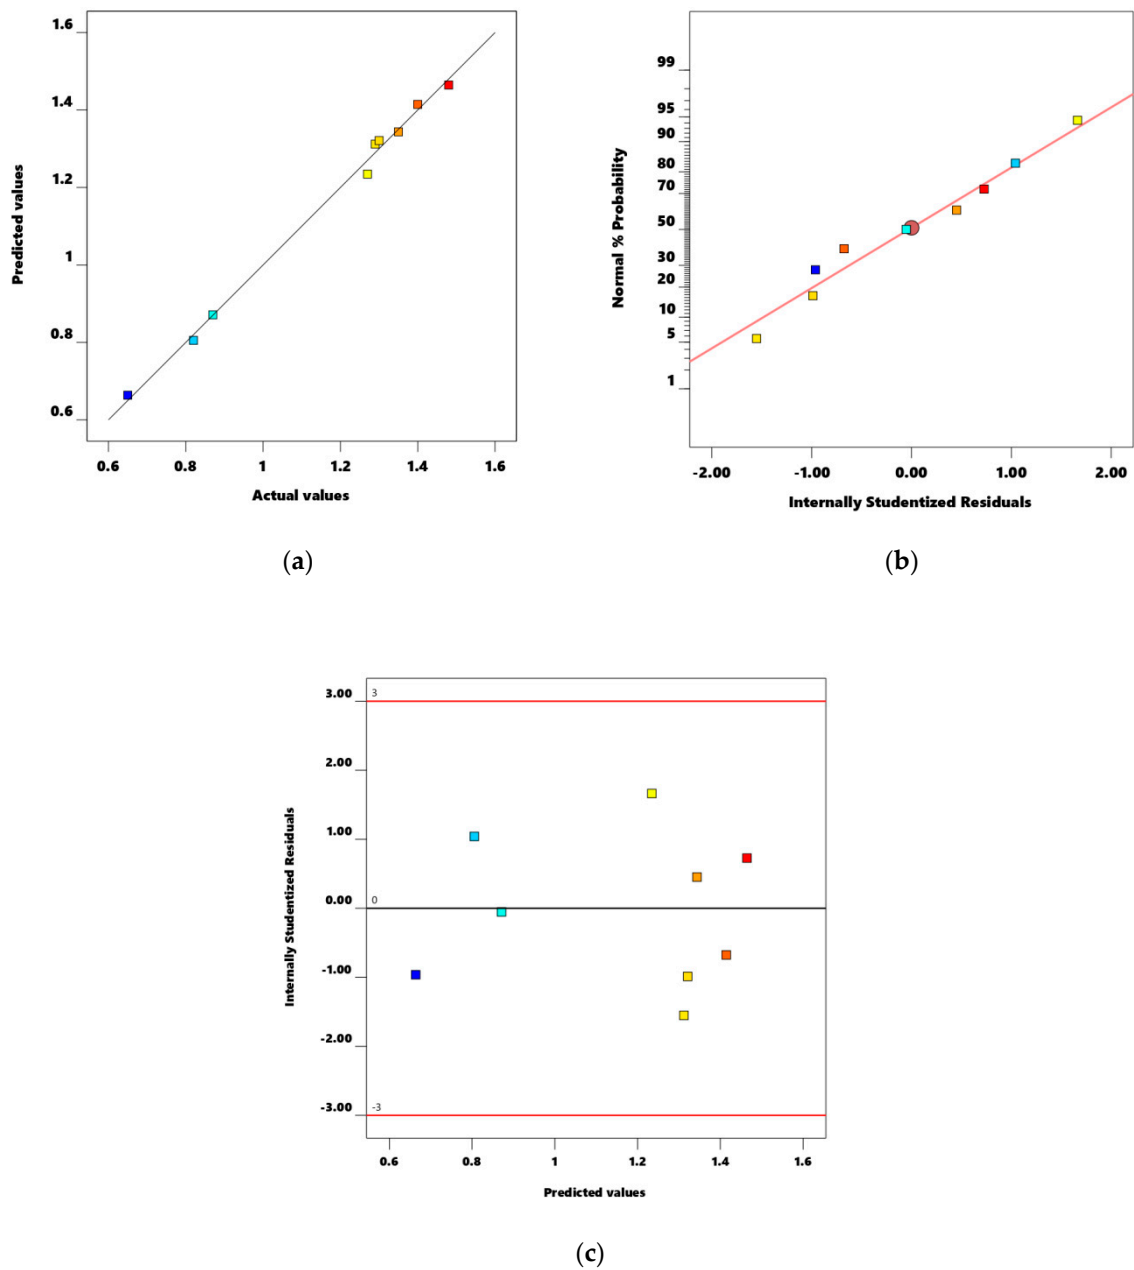 1.6
1.4
1.2
1
0.8
0.6
Predicted values
0.6 0.8 1 1.2 1.4 1.6
Actual values
(a)
99
95
90
80
70
50
30
20
10
5
1
Normal % Probability
-2.00 -1.00 0.00 1.00 2.00
Internally Studentized Residuals
(b)
3.00
2.00
1.00
0.00
-1.00
-2.00
-3.00
3
0
-3
Internally Studentized Residuals
0.6 0.8 1 1.2 1.4 1.6
Predicted values
(c)